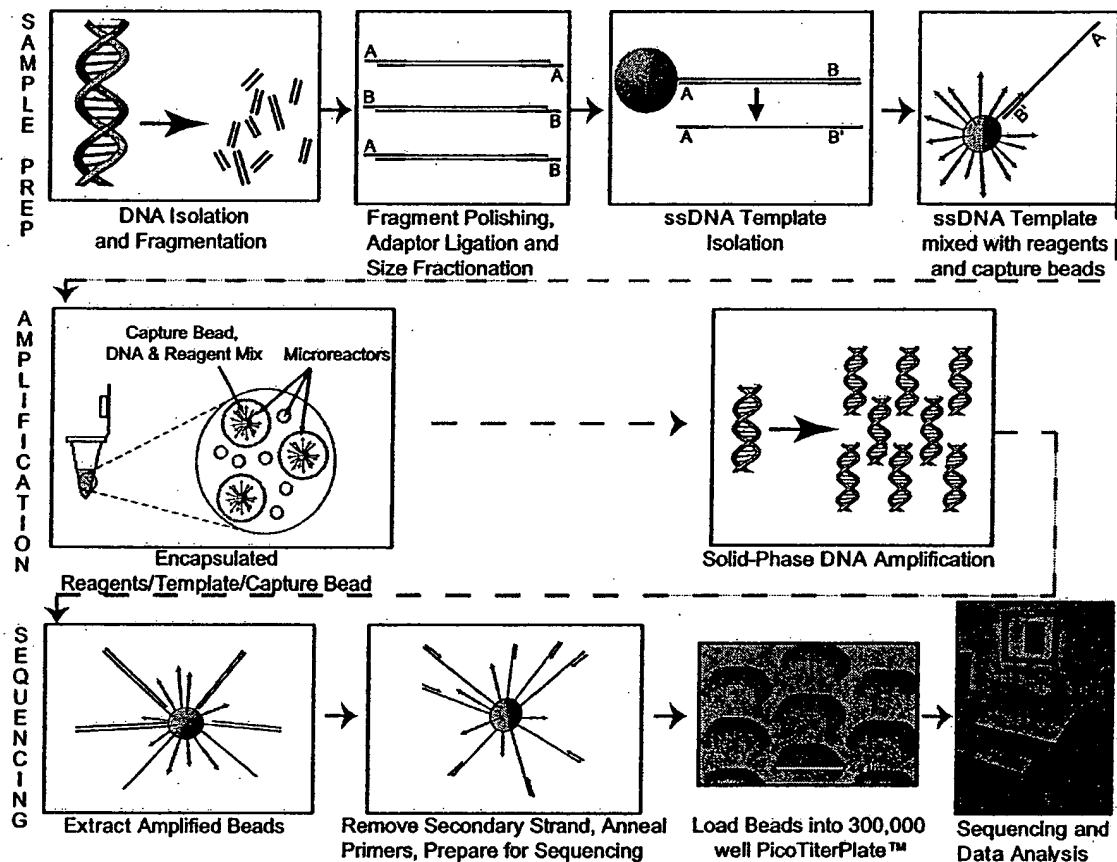 SAMPLE PREP
DNA Isolation
and Fragmentation
A
A
B
B
A
B
Fragment Polishing,
Adaptor Ligation and
Size Fractionation
B
A
A B'
ssDNA Template
Isolation
A
B'
ssDNA Template
mixed with reagents
and capture beads
AMPLIFICATION
Capture Bead,
DNA & Reagent Mix Microreactors
Encapsulated
Reagents/Template/Capture Bead
Solid-Phase DNA Amplification
SEQUENCING
Extract Amplified Beads
Remove Secondary Strand, Anneal
Primers, Prepare for Sequencing
Load Beads into 300,000
well PicoTiterPlate™
Sequencing and
Data Analysis